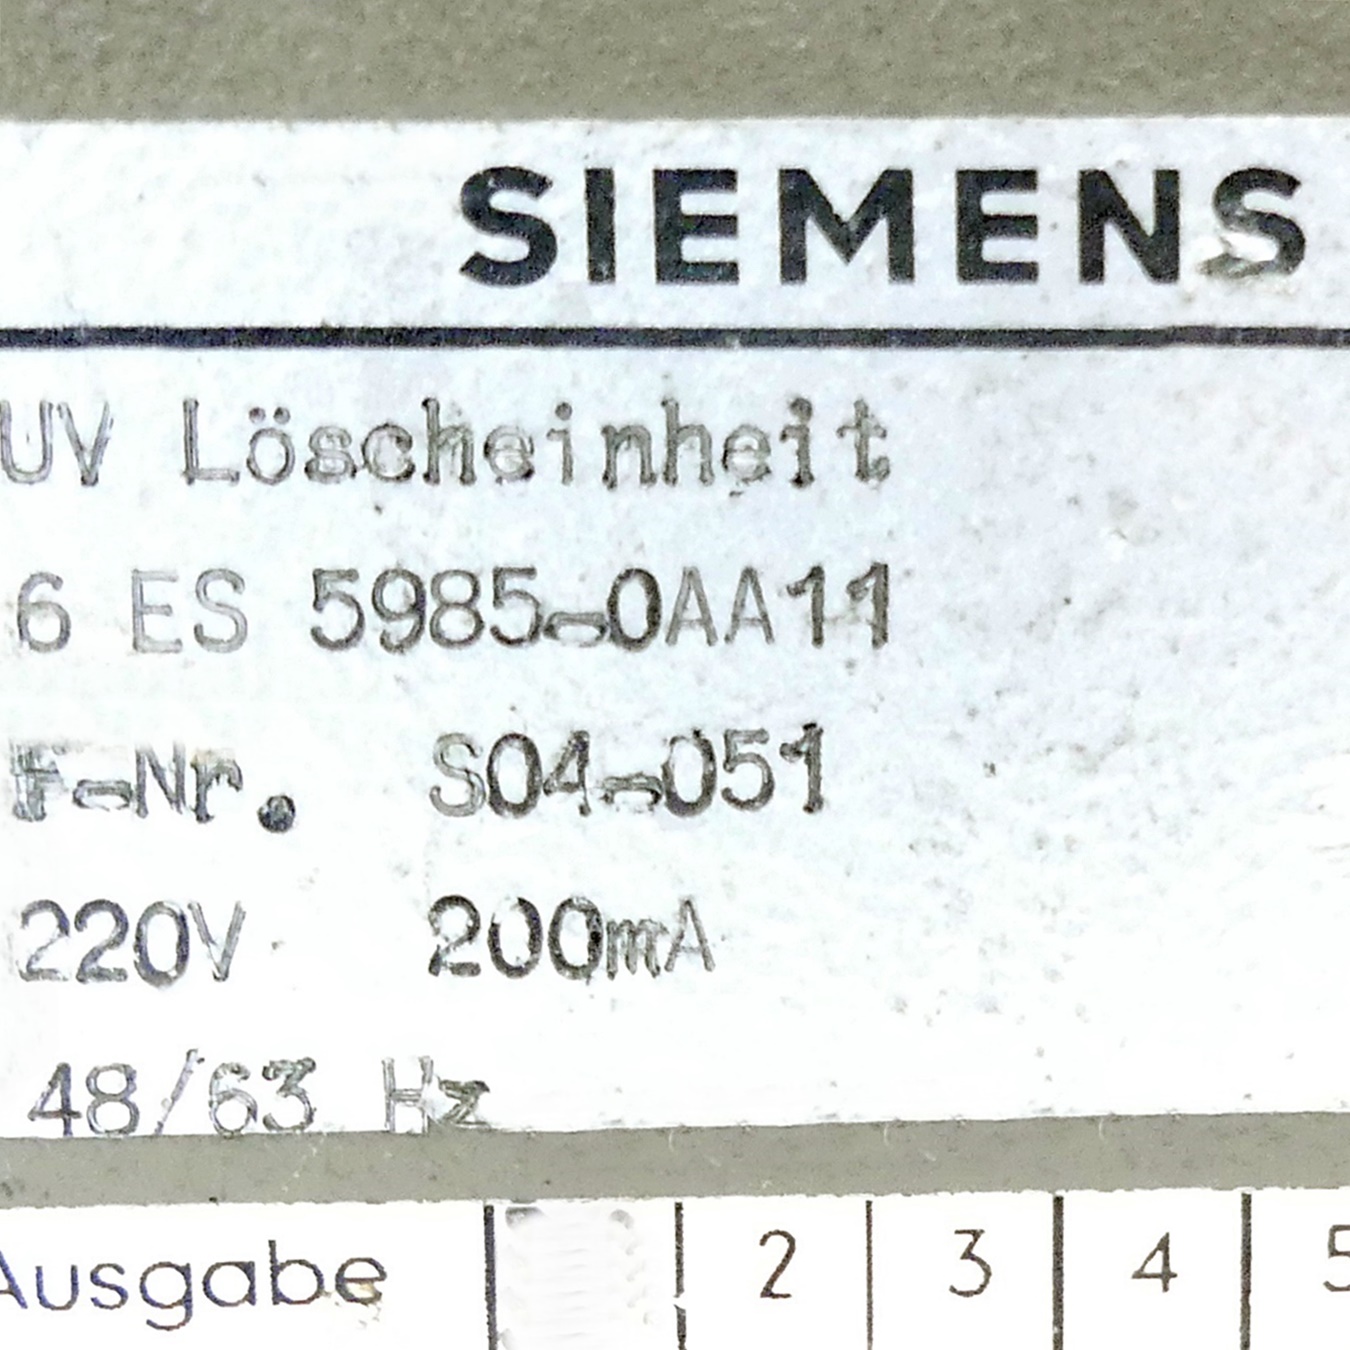 SIEMENS
UV Löscheinheit
6 ES 5985-0AA11
F-Nr. S04-051
220V 200mA
48/63 Hz
Ausgabe 2 3 4 5